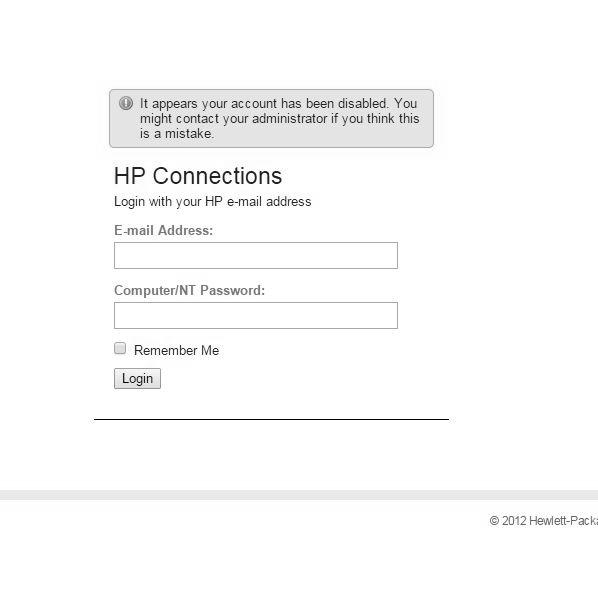 It appears your account has been disabled. You
might contact your administrator if you think this
is a mistake.
HP Connections
Login with your HP e-mail address
E-mail Address:
Computer/NT Password:
Remember Me
Login
© 2012 Hewlett-Packa